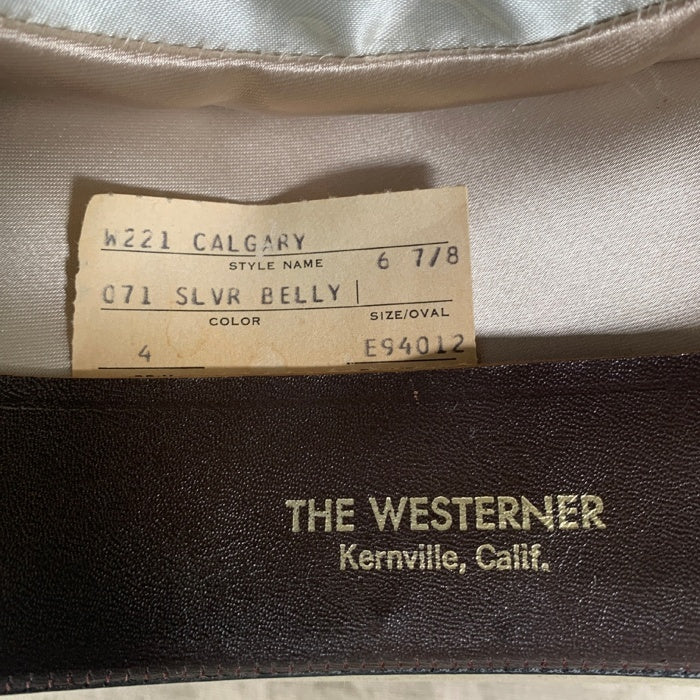 W221 CALGARY
STYLE NAME 6 7/8
071 SLVR BELLY
COLOR SIZE/OVAL
4 E94012
THE WESTERNER
Kernville, Calif.